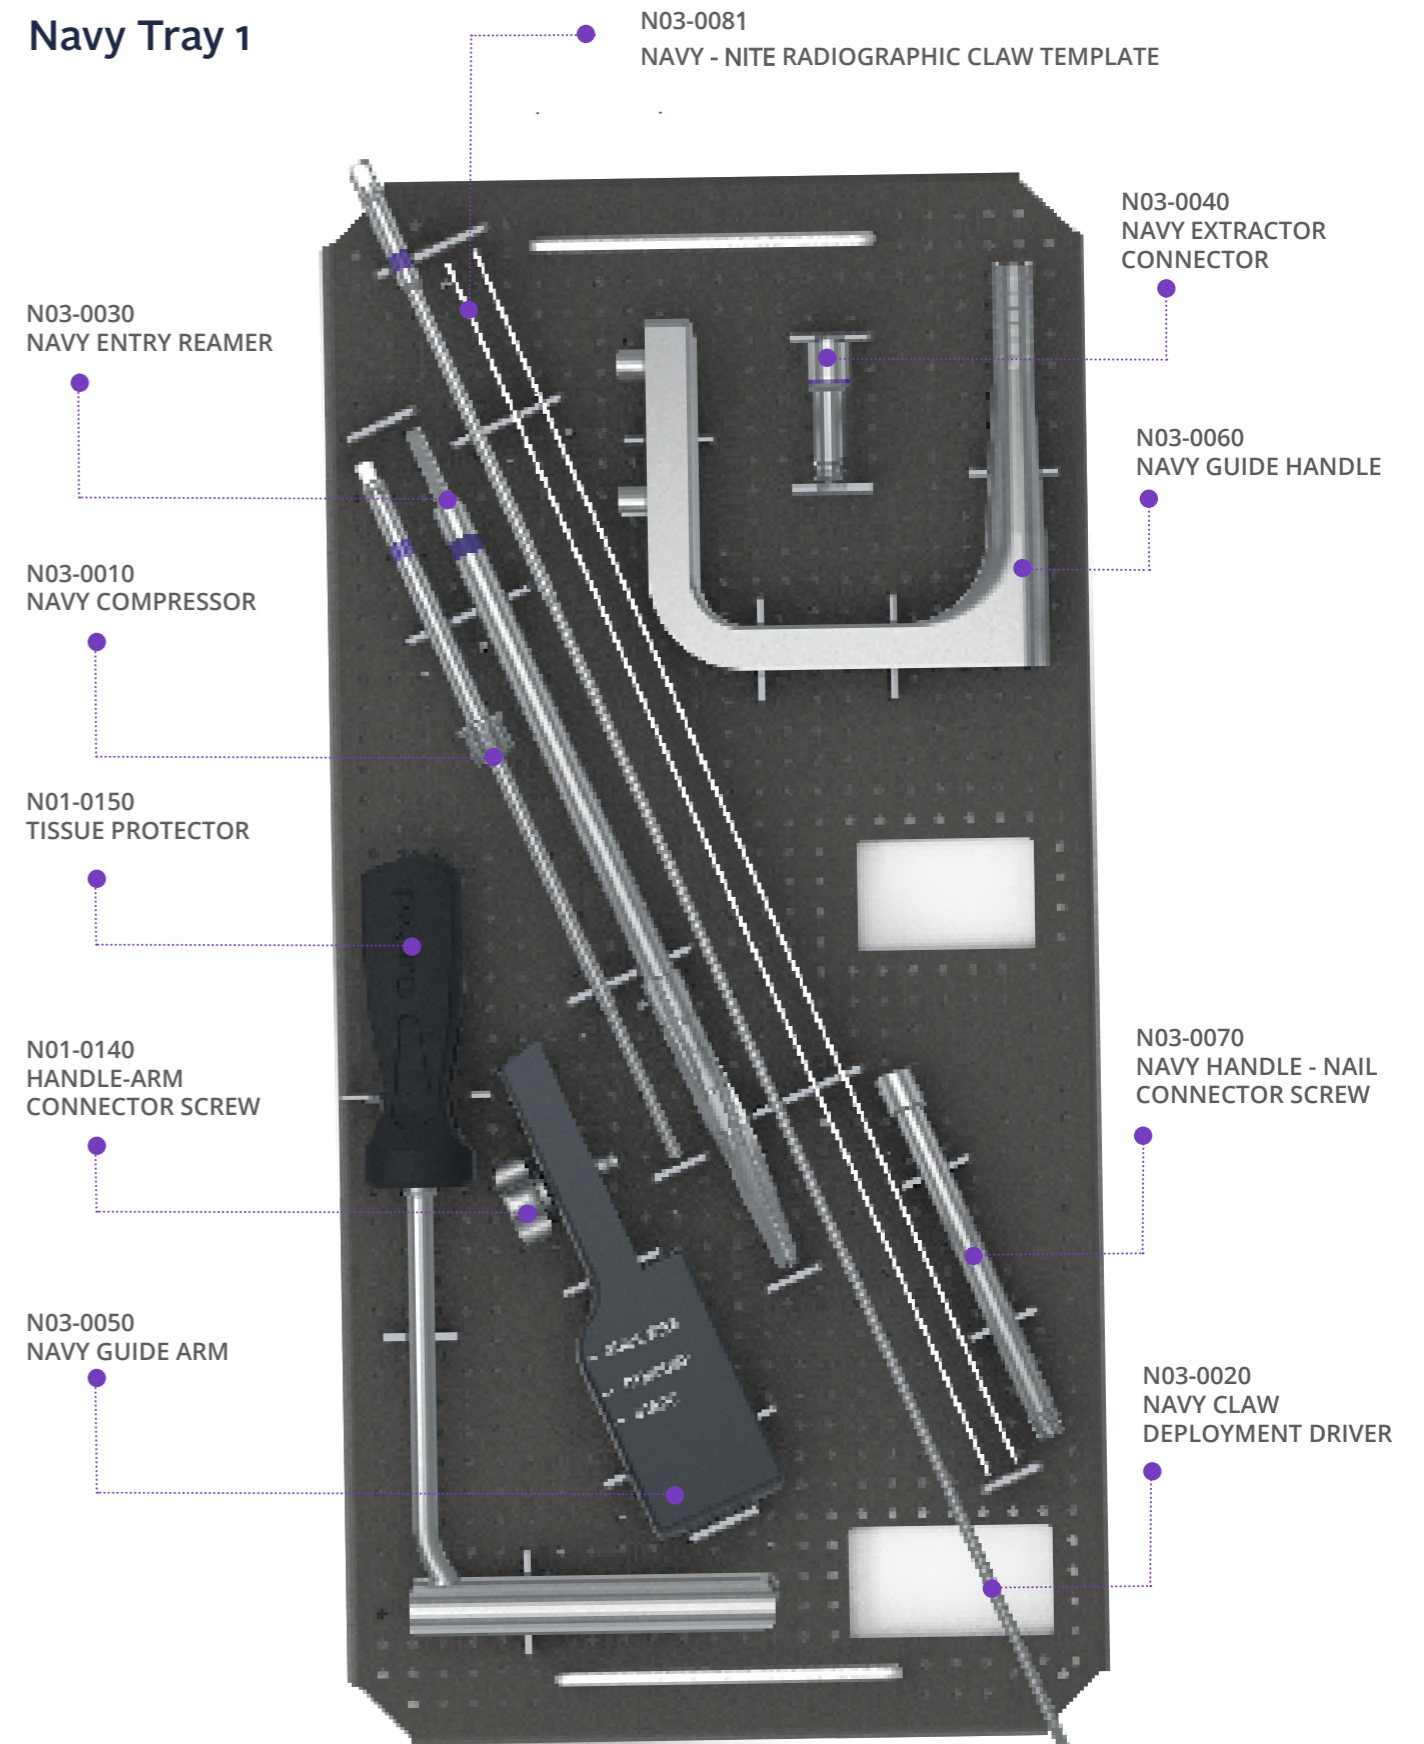 Navy Tray 1
N03-0081
NAVY - NITE RADIOGRAPHIC CLAW TEMPLATE
N03-0040
NAVY EXTRACTOR
CONNECTOR
N03-0030
NAVY ENTRY REAMER
N03-0060
NAVY GUIDE HANDLE
N03-0010
NAVY COMPRESSOR
N01-0150
TISSUE PROTECTOR
N01-0140
HANDLE-ARM
CONNECTOR SCREW
N03-0070
NAVY HANDLE - NAIL
CONNECTOR SCREW
N03-0050
NAVY GUIDE ARM
N03-0020
NAVY CLAW
DEPLOYMENT DRIVER